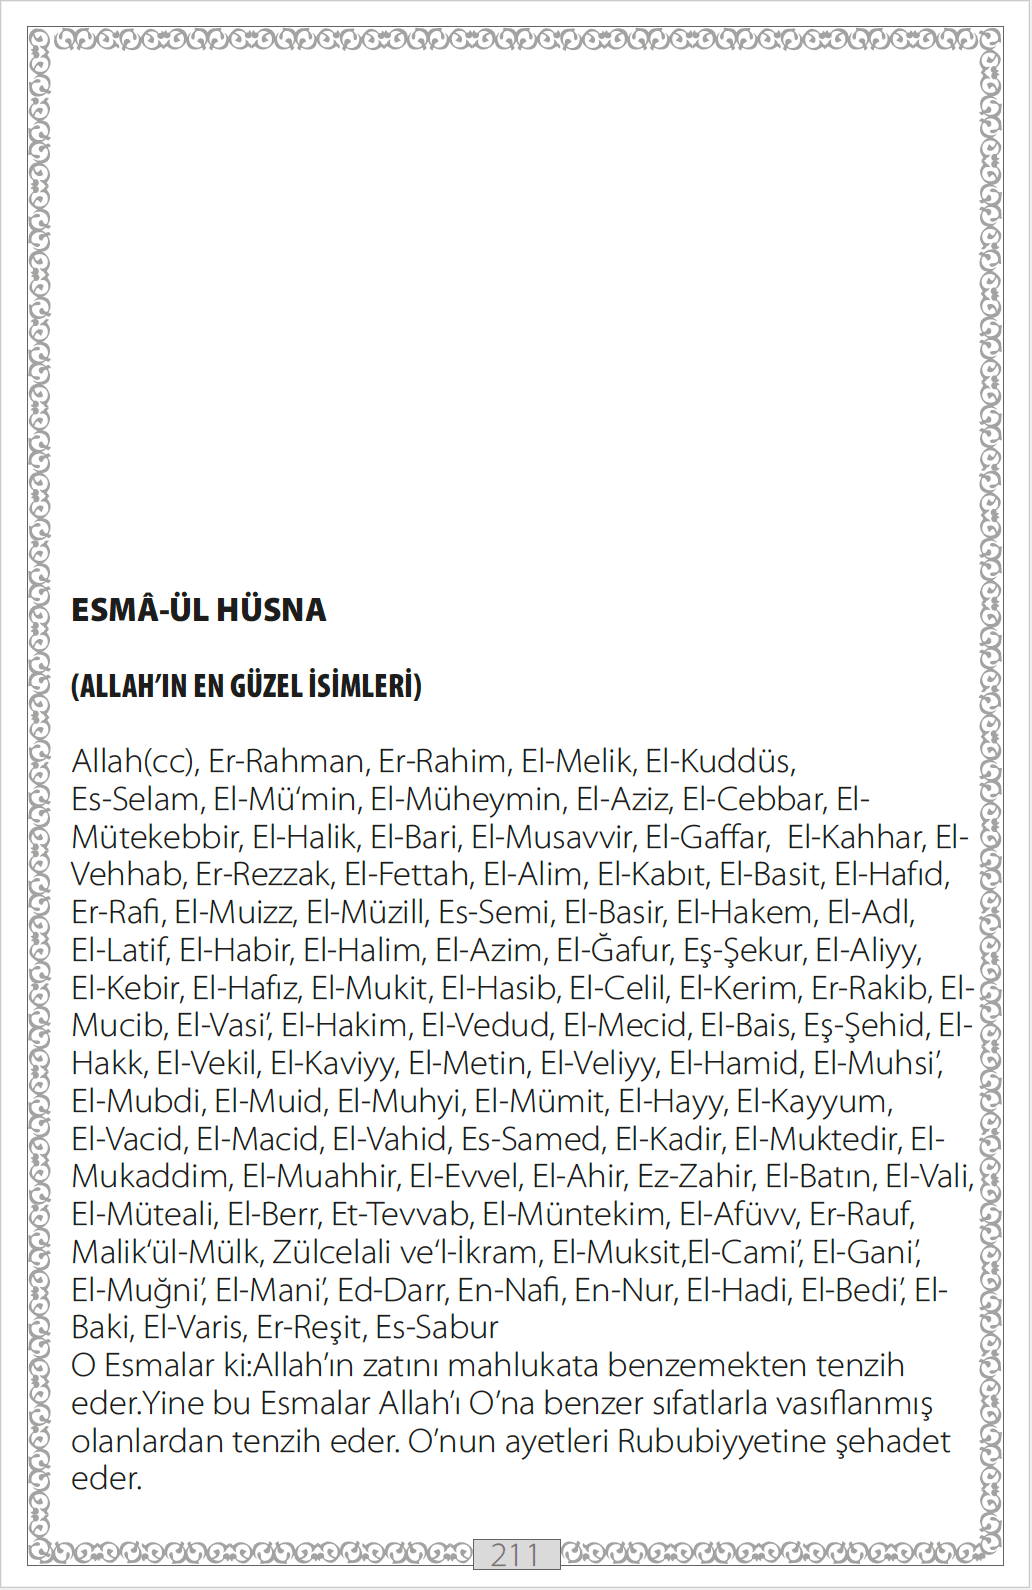 ESMÂ-ÜL HÜSNA
(ALLAH’IN EN GÜZEL İSİMLERİ)
Allah(cc), Er-Rahman, Er-Rahim, El-Melik, El-Kuddüs,
Es-Selam, El-Mü‘min, El-Müheymin, El-Aziz, El-Cebbar, El-
Mütekebbir, El-Halik, El-Bari, El-Musavvir, El-Gaffar,  El-Kahhar, El-
Vehhab, Er-Rezzak, El-Fettah, El-Alim, El-Kabıt, El-Basit, El-Hafıd,
Er-Rafi, El-Muizz, El-Müzill, Es-Semi, El-Basir, El-Hakem, El-Adl,
El-Latif, El-Habir, El-Halim, El-Azim, El-Ğafur, Eş-Şekur, El-Aliyy,
El-Kebir, El-Hafız, El-Mukit, El-Hasib, El-Celil, El-Kerim, Er-Rakib, El-
Mucib, El-Vasi’, El-Hakim, El-Vedud, El-Mecid, El-Bais, Eş-Şehid, El-
Hakk, El-Vekil, El-Kaviyy, El-Metin, El-Veliyy, El-Hamid, El-Muhsi’,
El-Mubdi, El-Muid, El-Muhyi, El-Mümit, El-Hayy, El-Kayyum,
El-Vacid, El-Macid, El-Vahid, Es-Samed, El-Kadir, El-Muktedir, El-
Mukaddim, El-Muahhir, El-Evvel, El-Ahir, Ez-Zahir, El-Batın, El-Vali,
El-Müteali, El-Berr, Et-Tevvab, El-Müntekim, El-Afüvv, Er-Rauf,
Malik‘ül-Mülk, Zülcelali ve‘l-İkram, El-Muksit,El-Cami’, El-Gani’,
El-Muğni’, El-Mani’, Ed-Darr, En-Nafi, En-Nur, El-Hadi, El-Bedi’, El-
Baki, El-Varis, Er-Reşit, Es-Sabur
O Esmalar ki:Allah’ın zatını mahlukata benzemekten tenzih
eder.Yine bu Esmalar Allah’ı O’na benzer sıfatlarla vasıflanmış
olanlardan tenzih eder. O’nun ayetleri Rububiyyetine şehadet
eder.
211